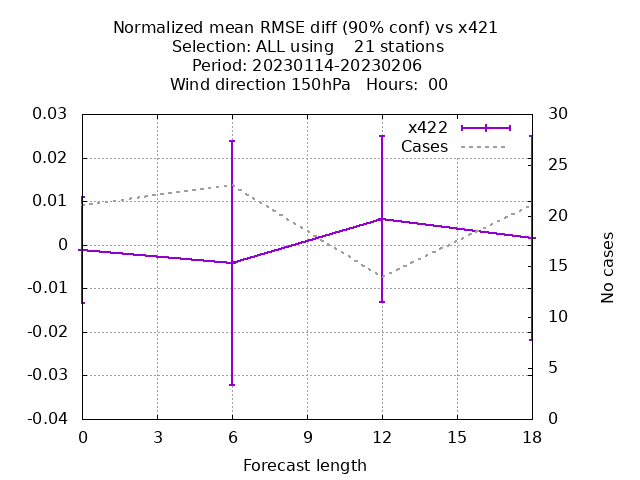 Normalized mean RMSE diff (90% conf) vs x421
Selection: ALL using    21 stations
Period: 20230114-20230206
Wind direction 150hPa   Hours:  00
0.03
0.02
0.01
0
-0.01
-0.02
-0.03
-0.04
x422
Cases
30
25
20
15
10
5
0
No cases
0 3 6 9 12 15 18
Forecast length